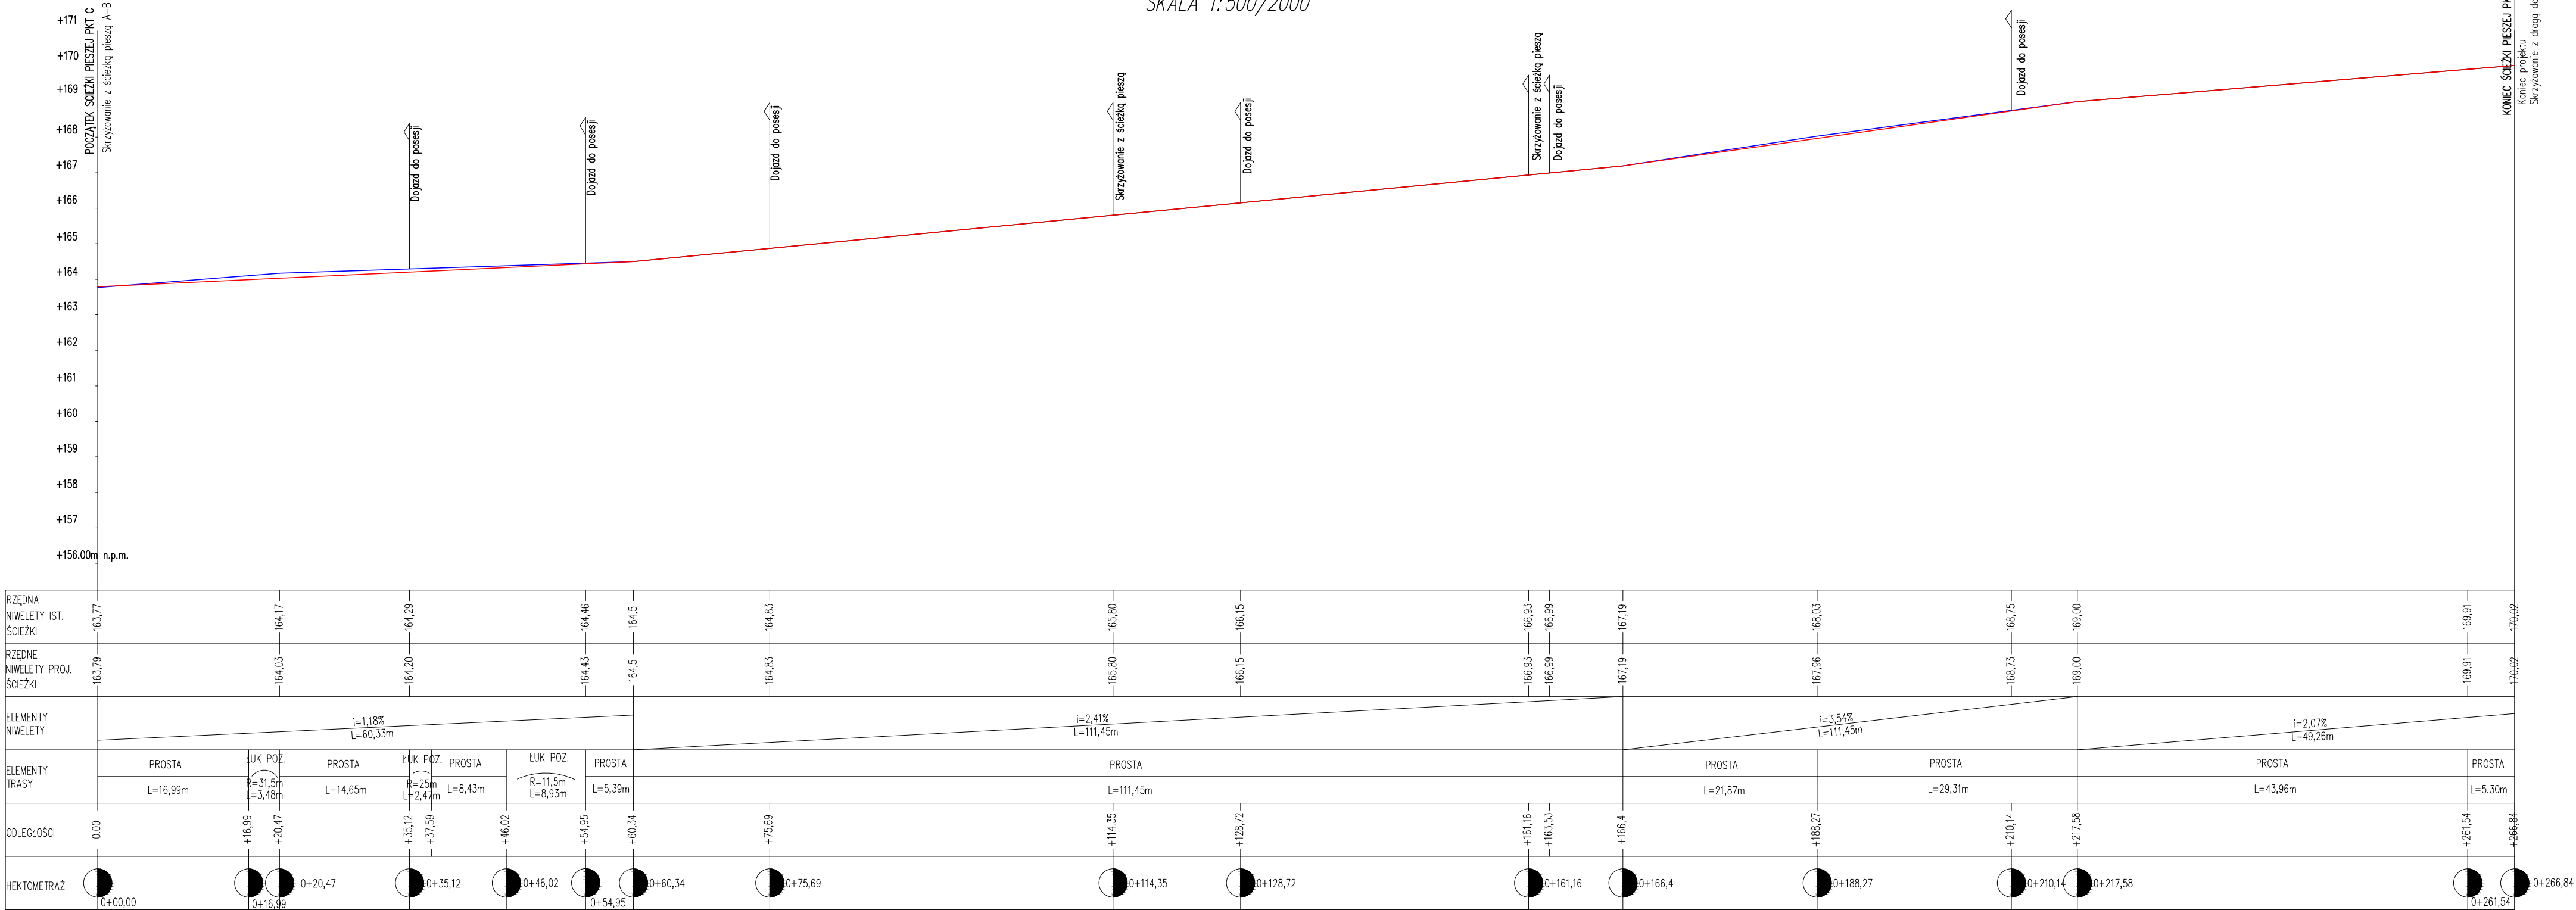 SKALA 1:500/2000
+171
+170
+169
+168
+167
+166
+165
+164
+163
+162
+161
+160
+159
+158
+157
+156.00m n.p.m.
POCZĄTEK ŚCIEŻKI PIESZEJ PKT C
Skrzyżowanie z ścieżką pieszą A-B
Dojazd do posesji
Dojazd do posesji
Dojazd do posesji
Skrzyżowanie z ścieżką pieszą
Dojazd do posesji
Skrzyżowanie z ścieżką pieszą
Dojazd do posesji
Dojazd do posesji
KONIEC ŚCIEŻKI PIESZEJ
Koniec projektu
Skrzyżowanie z drogą
RZĘDNA
NIWELETY IST.
ŚCIEŻKI
163,77 164,17 164,29 164,46 164,5 164,83 165,80 166,15 166,93 166,99 167,19 168,03 168,75 169,00 169,91 170,02
RZĘDNE
NIWELETY PROJ.
ŚCIEŻKI
163,79 164,03 164,20 164,43 164,5 164,83 165,80 166,15 166,93 166,99 167,19 167,96 168,73 169,00 169,91 170,02
ELEMENTY
NIWELETY
i=1,18%
L=60,33m
i=2,41%
L=111,45m
i=3,54%
L=111,45m
i=2,07%
L=49,26m
ELEMENTY
TRASY
PROSTA
L=16,99m
ŁUK POZ.
R=31,5m
L=3,48m
PROSTA
L=14,65m
ŁUK POZ.
R=25m
L=2,47m
PROSTA
L=8,43m
ŁUK POZ.
R=11,5m
L=8,93m
PROSTA
L=5,39m
PROSTA
L=111,45m
PROSTA
L=21,87m
PROSTA
L=29,31m
PROSTA
L=43,96m
PROSTA
L=5.30m
ODLEGŁOŚCI
0.00 +16,99 +20,47 +35,12 +37,59 +46,02 +54,95 +60,34 +75,69 +114.35 +128,72 +161,16 +163,53 +166,4 +188,27 +210,14 +217,58 +261,54 +266,84
HEKTOMETRAŻ
0+00,00 0+16,99 0+20,47 0+35,12 0+46,02 0+54,95 0+60,34 0+75,69 0+114,35 0+128,72 0+161,16 0+166,4 0+188,27 0+210,14 0+217,58 0+261,54 0+266,84